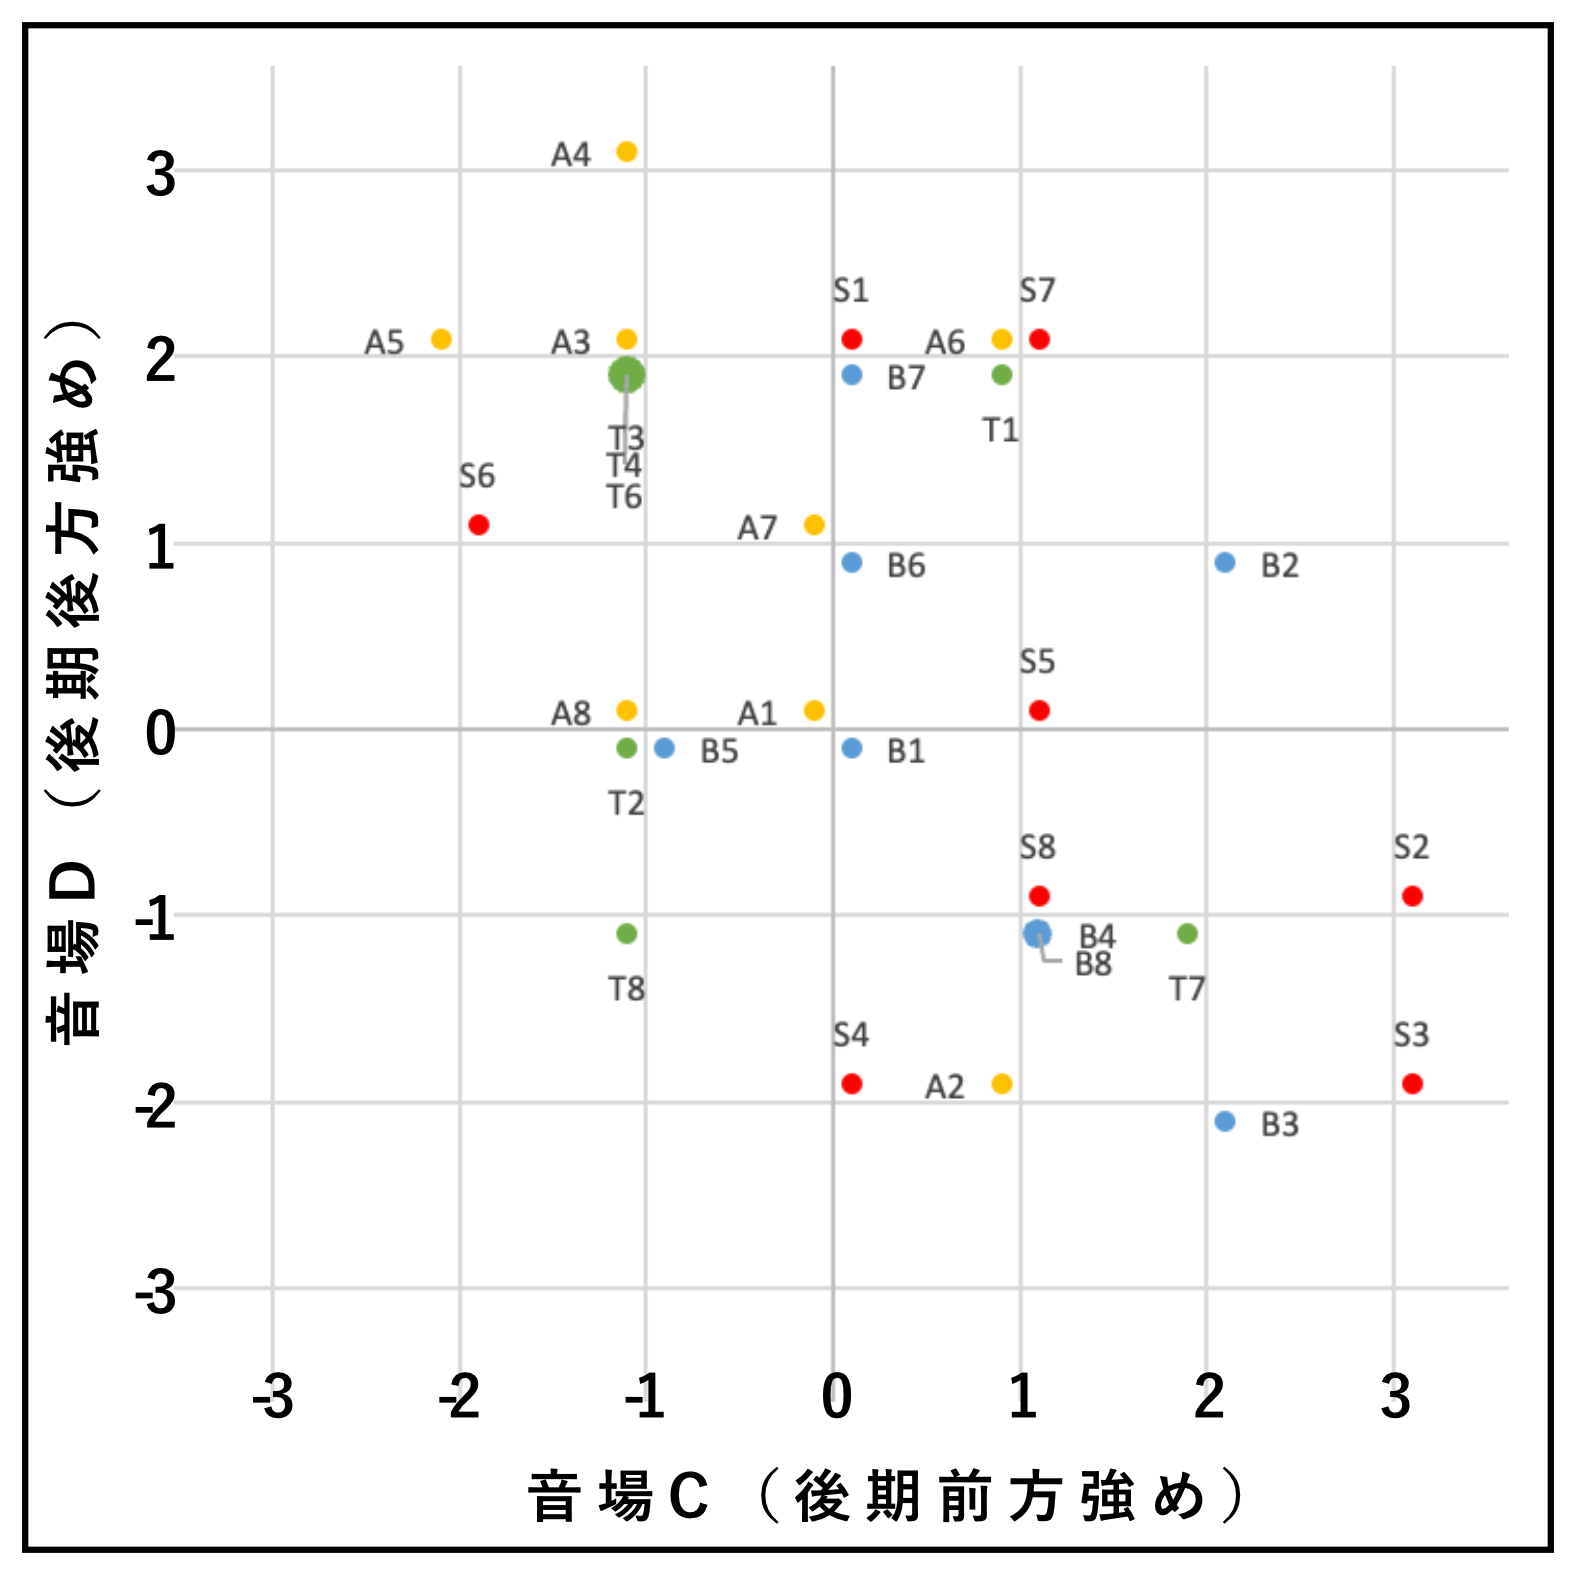 A4
3
S1 S7
A5 A3 A6
2
B7
T1
T3
T4
S6
T6
A7
1
B6 B2
S5
A8 A1
0
B5 B1
T2
S8 S2
-1
B4
B8
T8 T7
S4 S3
A2
-2
B3
-3
-3 -2 -1 0 1 2 3
音場C（後期前方強め）
音場D（後期後方強め）